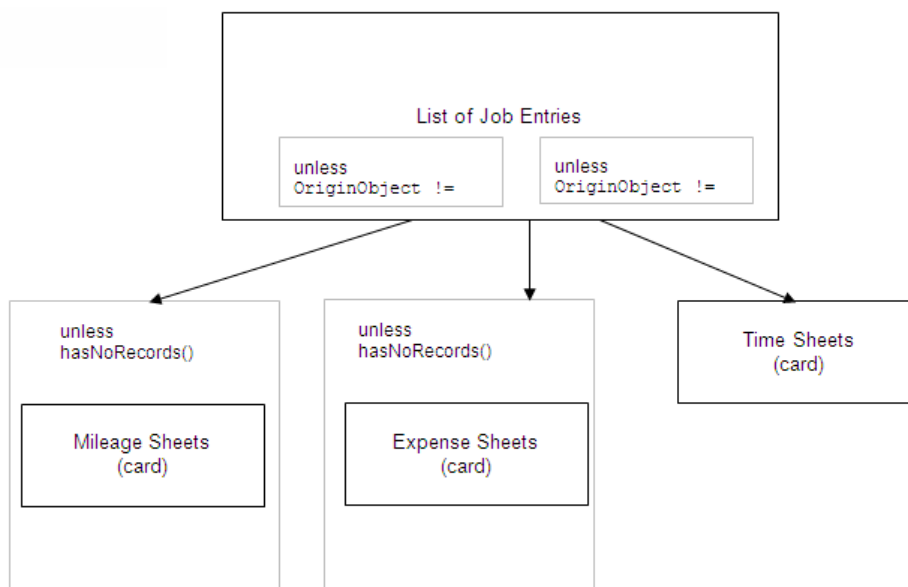 List of Job Entries
unless
OriginObject !=
unless
OriginObject !=
unless
hasNoRecords()
Mileage Sheets
(card)
unless
hasNoRecords()
Expense Sheets
(card)
Time Sheets
(card)